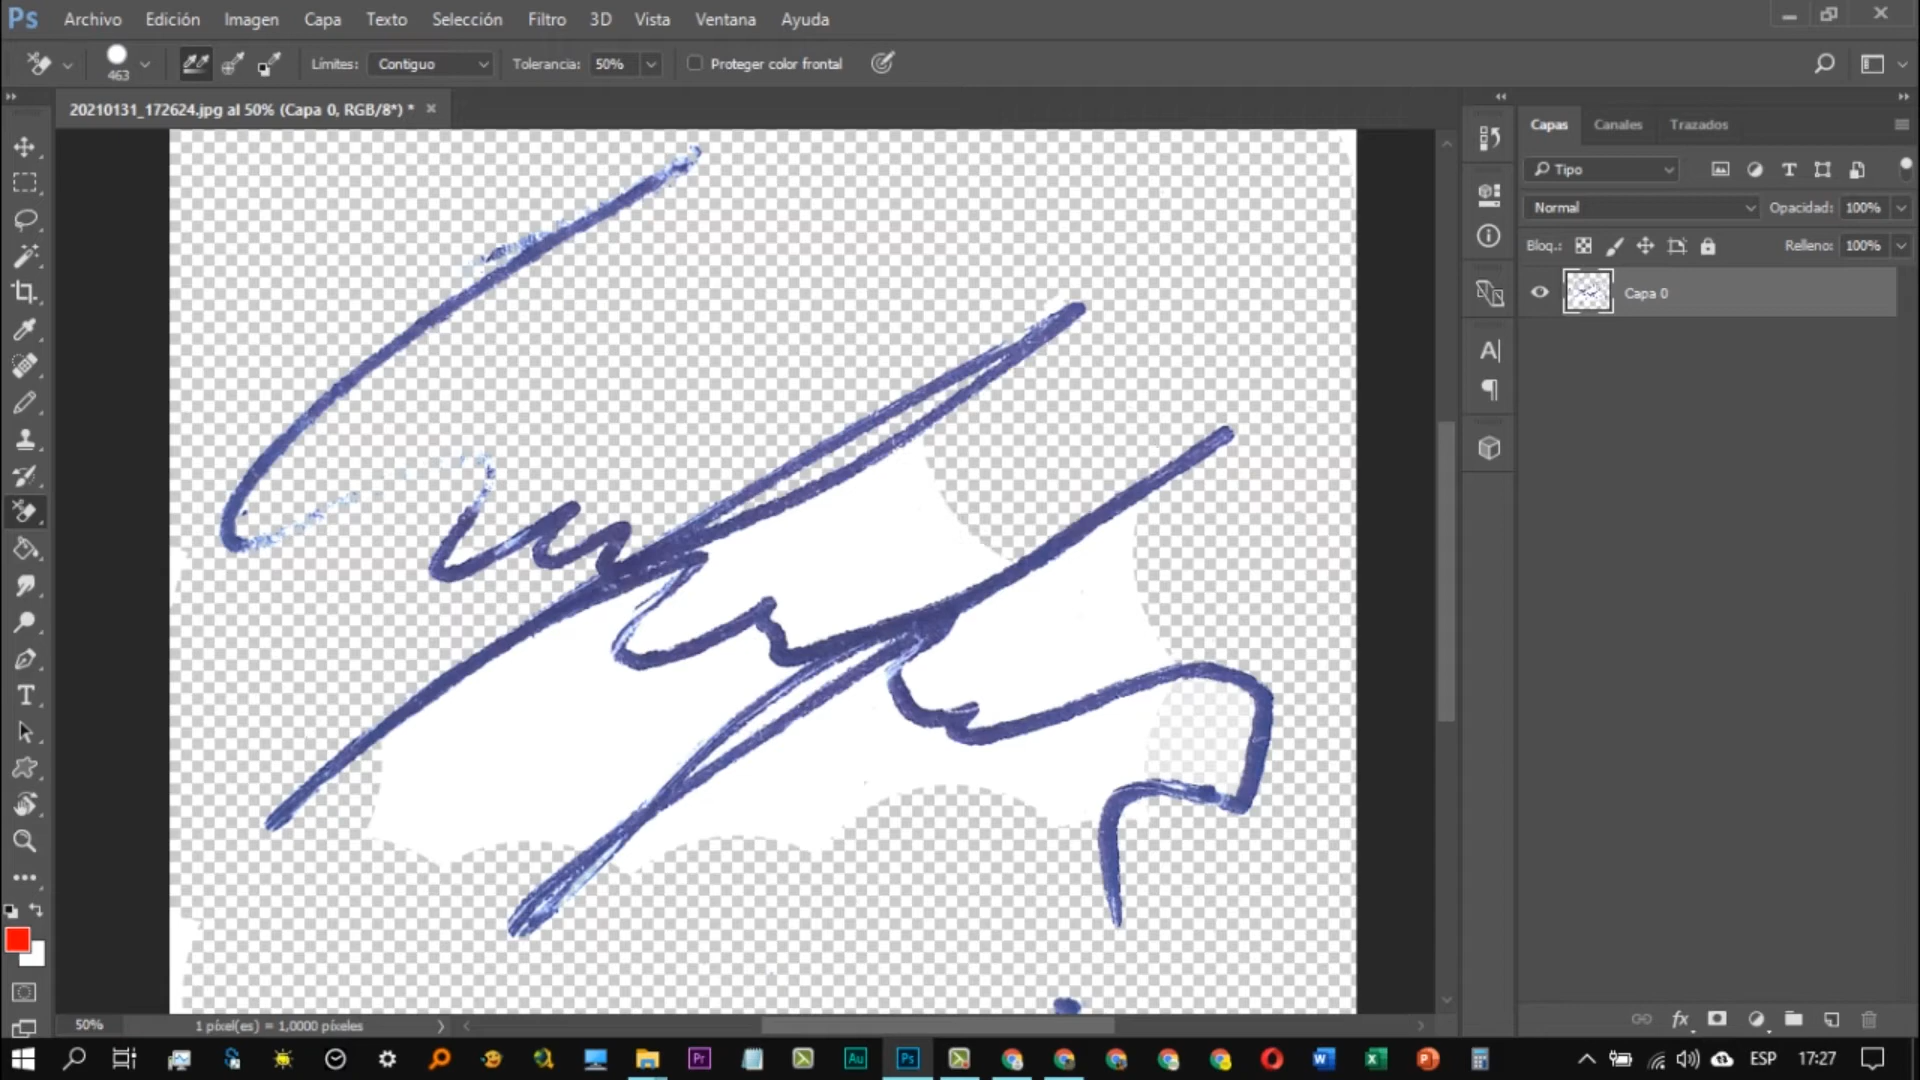 Ps Archivo Edición Imagen Capa Texto Selección Filtro 3D Vista Ventana Ayuda
463 Límites: Contiguo Tolerancia: 50% Proteger color frontal
20210131_172624.jpg al 50% (Capa 0, RGB/8*) *
Capas Canales Trazados
Tipo
Normal Opacidad: 100%
Bloq.: Relleno: 100%
Capa 0
50% 1 píxel(es) = 1,0000 píxeles
ESP 17:27